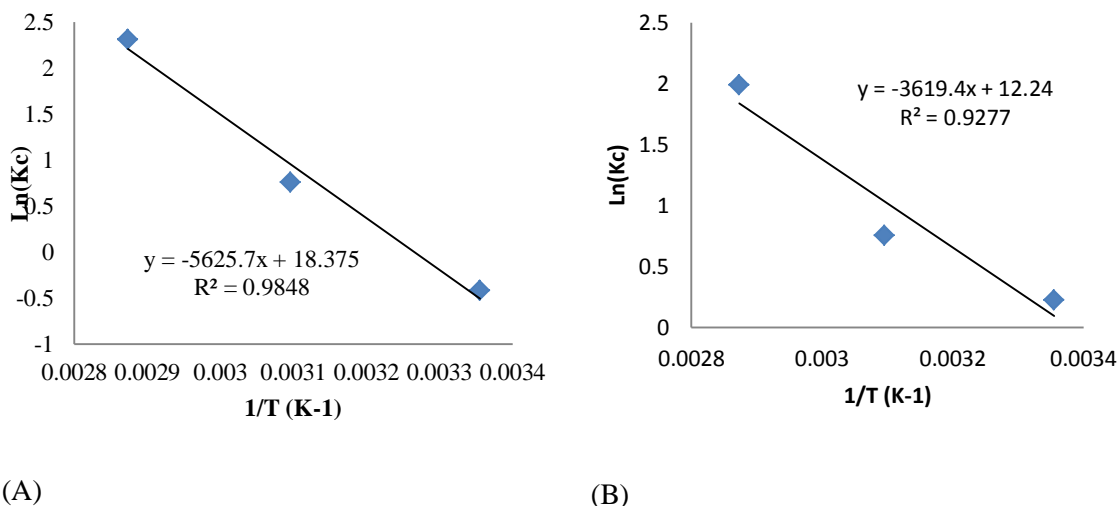 2.5
2
1.5
1
0.5
0
-0.5
-1
Ln(Kc)
y = -5625.7x + 18.375
R² = 0.9848
0.0028 0.0029 0.003 0.0031 0.0032 0.0033 0.0034
1/T (K-1)
(A)
2.5
2
1.5
1
0.5
0
Ln(Kc)
y = -3619.4x + 12.24
R² = 0.9277
0.0028 0.003 0.0032 0.0034
1/T (K-1)
(B)